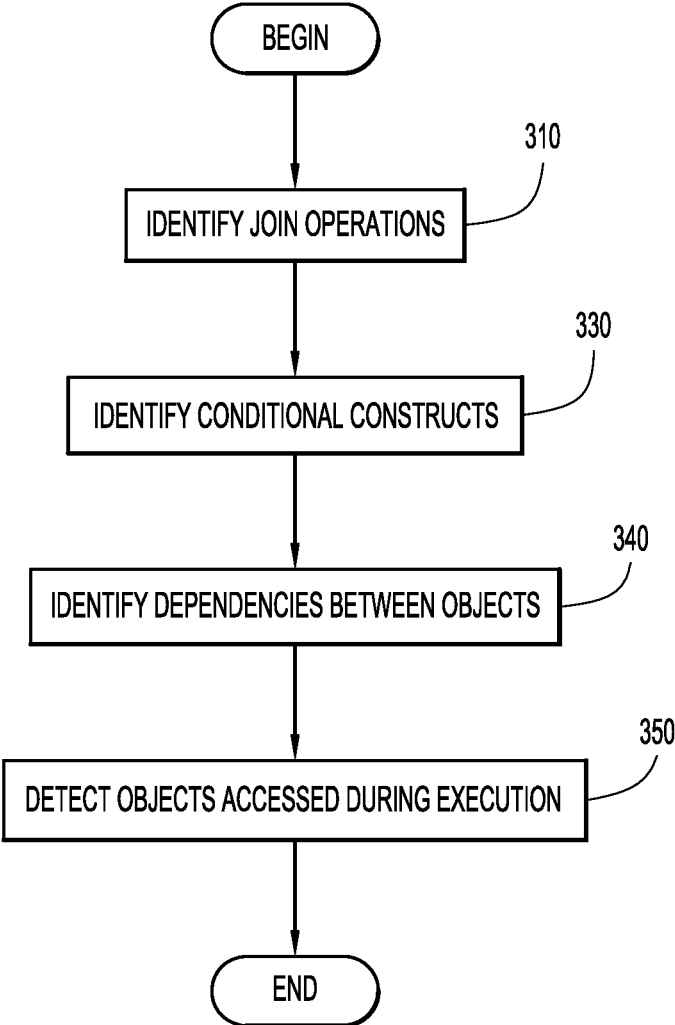 BEGIN
310
IDENTIFY JOIN OPERATIONS
330
IDENTIFY CONDITIONAL CONSTRUCTS
340
IDENTIFY DEPENDENCIES BETWEEN OBJECTS
350
DETECT OBJECTS ACCESSED DURING EXECUTION
END